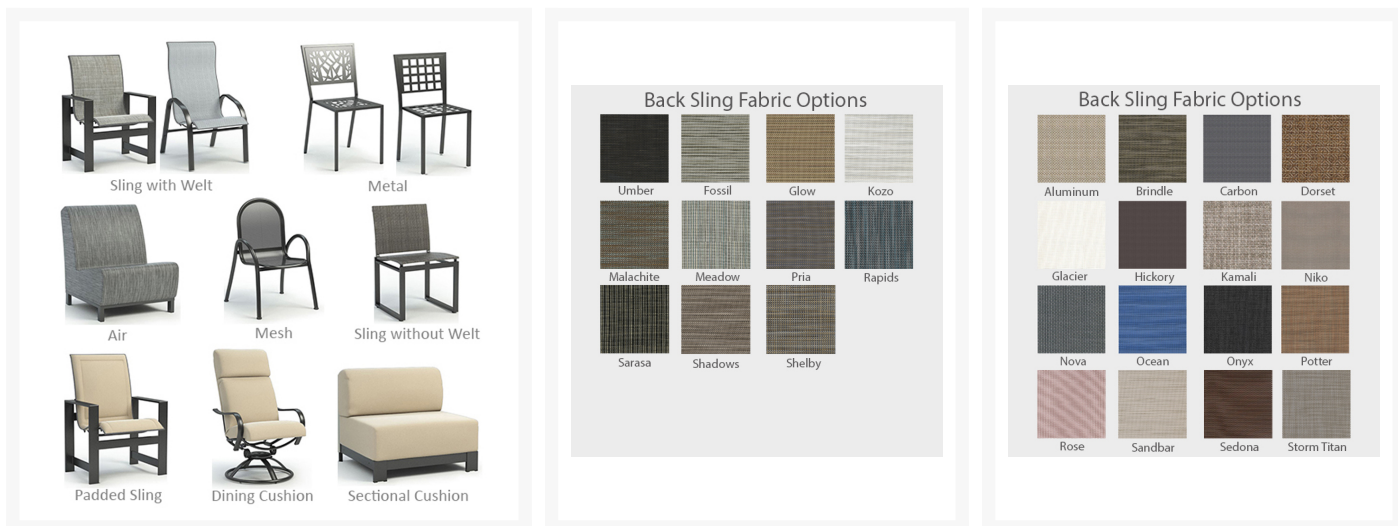 Sling with Welt
Metal
Air
Mesh
Sling without Welt
Padded Sling
Dining Cushion
Sectional Cushion
Back Sling Fabric Options
Umber
Fossil
Glow
Kozo
Malachite
Meadow
Pria
Rapids
Sarasa
Shadows
Shelby
Back Sling Fabric Options
Aluminum
Brindle
Carbon
Dorset
Glacier
Hickory
Kamali
Niko
Nova
Ocean
Onyx
Potter
Rose
Sandbar
Sedona
Storm Titan